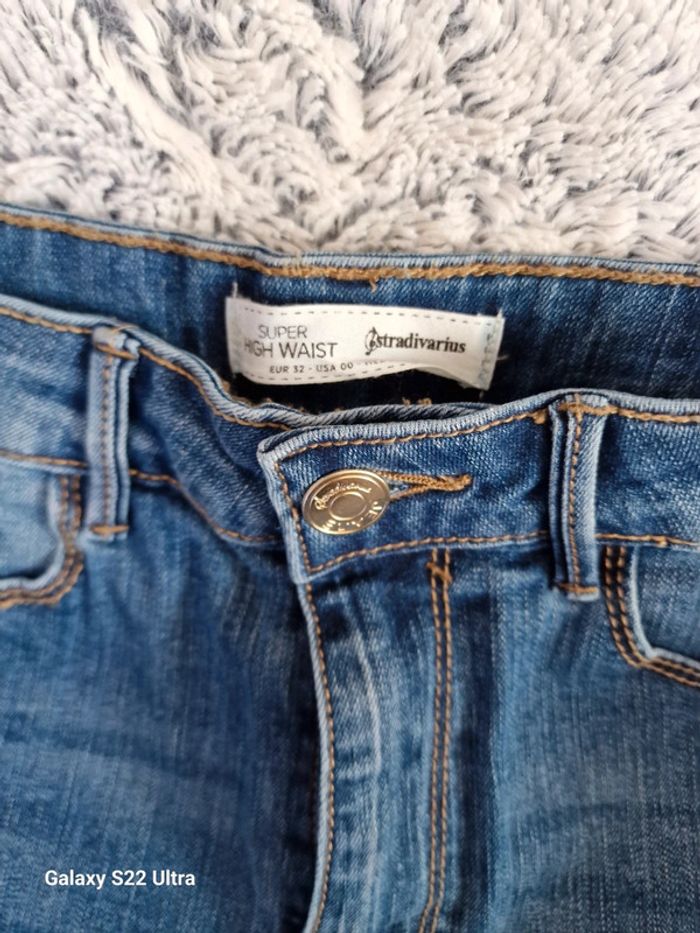 SUPER
HIGH WAIST
stradivarius
EUR 32 - USA 00
Galaxy S22 Ultra